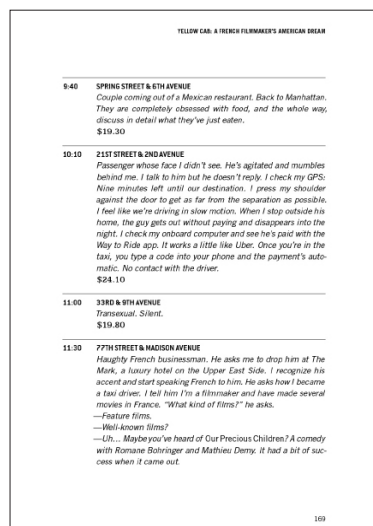 YELLOW CAB: A FRENCH FILMMAKER'S AMERICAN DREAM
9:40 SPRING STREET & 6TH AVENUE
Couple coming out of a Mexican restaurant. Back to Manhattan.
They are completely obsessed with food, and the whole way,
discuss in detail what they've just eaten.
$19.30
10:10 21ST STREET & 2ND AVENUE
Passenger whose face I didn't see. He's agitated and mumbles
behind me. I talk to him but he doesn't reply. I check my GPS:
Nine minutes left until our destination. I press my shoulder
against the door to get as far from the separation as possible.
I feel like we're driving in slow motion. When I stop outside his
home, the guy gets out without paying and disappears into the
night. I check my onboard computer and see he's paid with the
Way to Ride app. It works a little like Uber. Once you're in the
taxi, you type a code into your phone and the payment's auto-
matic. No contact with the driver.
$24.10
11:00 33RD & 9TH AVENUE
Transexual. Silent.
$19.80
11:30 77TH STREET & MADISON AVENUE
Haughty French businessman. He asks me to drop him at The
Mark, a luxury hotel on the Upper East Side. I recognize his
accent and start speaking French to him. He asks how I became
a taxi driver. I tell him I'm a filmmaker and have made several
movies in France. "What kind of films?" he asks.
—Feature films.
—Well-known films?
—Uh... Maybe you've heard of Our Precious Children? A comedy
with Romane Bohringer and Mathieu Demy. It had a bit of suc-
cess when it came out.
169